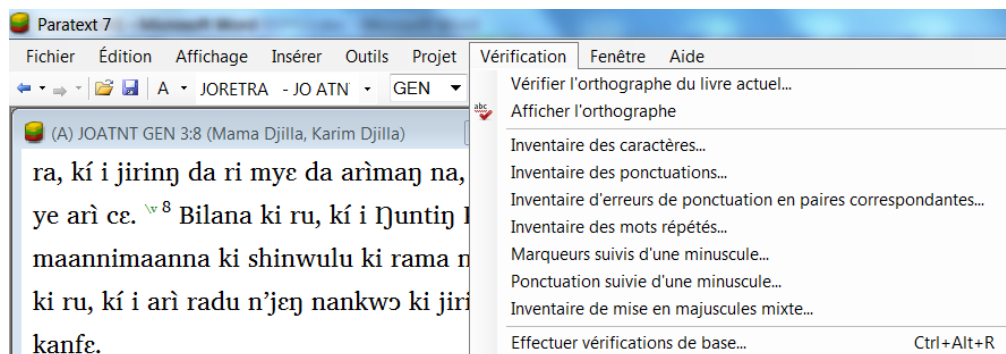 Paratext 7
Fichier Édition Affichage Insérer Outils Projet Vérification Fenêtre Aide
A JORETRA - JO ATN GEN
(A) JOATNT GEN 3:8 (Mama Djilla, Karim Djilla)
ra, kí i jirinŋ da ri myɛ da arìmaŋ na,
ye arì cɛ. \v 8 Bilana ki ru, kí i Ŋuntiŋ
maannimaanna ki shinwulu ki rama
ki ru, kí i arì radu n’jɛŋ nankwɔ ki jiri
kanfɛ.
Vérifier l'orthographe du livre actuel...
abc Afficher l'orthographe
Inventaire des caractères...
Inventaire des ponctuations...
Inventaire d'erreurs de ponctuation en paires correspondantes...
Inventaire des mots répétés...
Marqueurs suivis d'une minuscule...
Ponctuation suivie d'une minuscule...
Inventaire de mise en majuscules mixte...
Effectuer vérifications de base... Ctrl+Alt+R